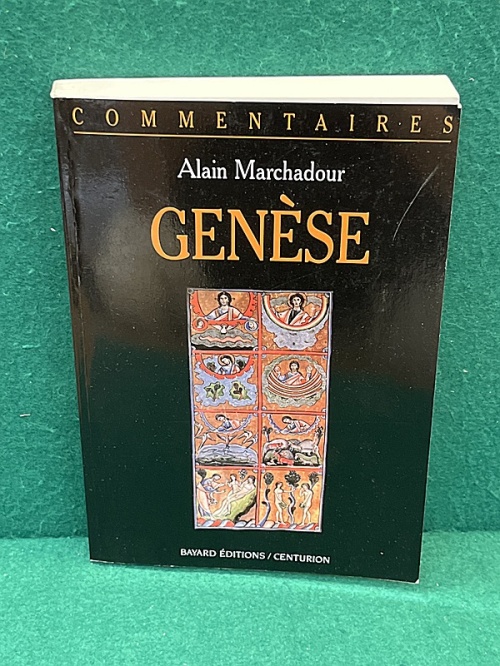 COMMENTAIRES
Alain Marchadour
GENÈSE
BAYARD ÉDITIONS / CENTURION